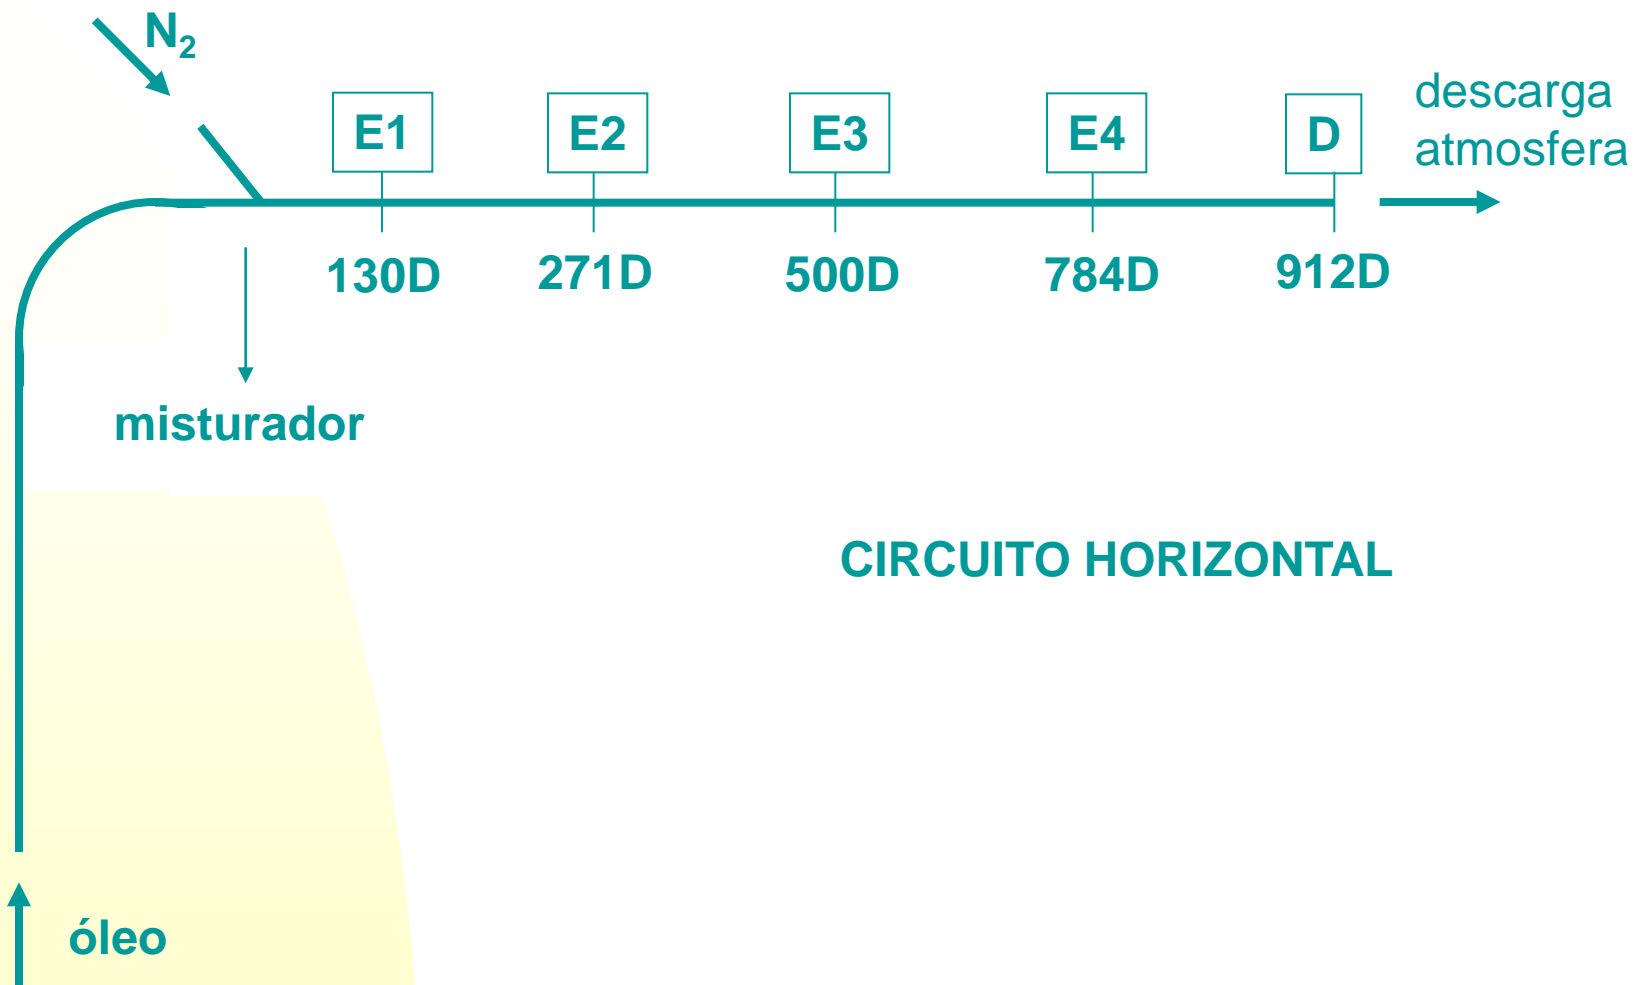 N₂
E1 E2 E3 E4 D
descarga
atmosfera
130D 271D 500D 784D 912D
misturador
CIRCUITO HORIZONTAL
óleo